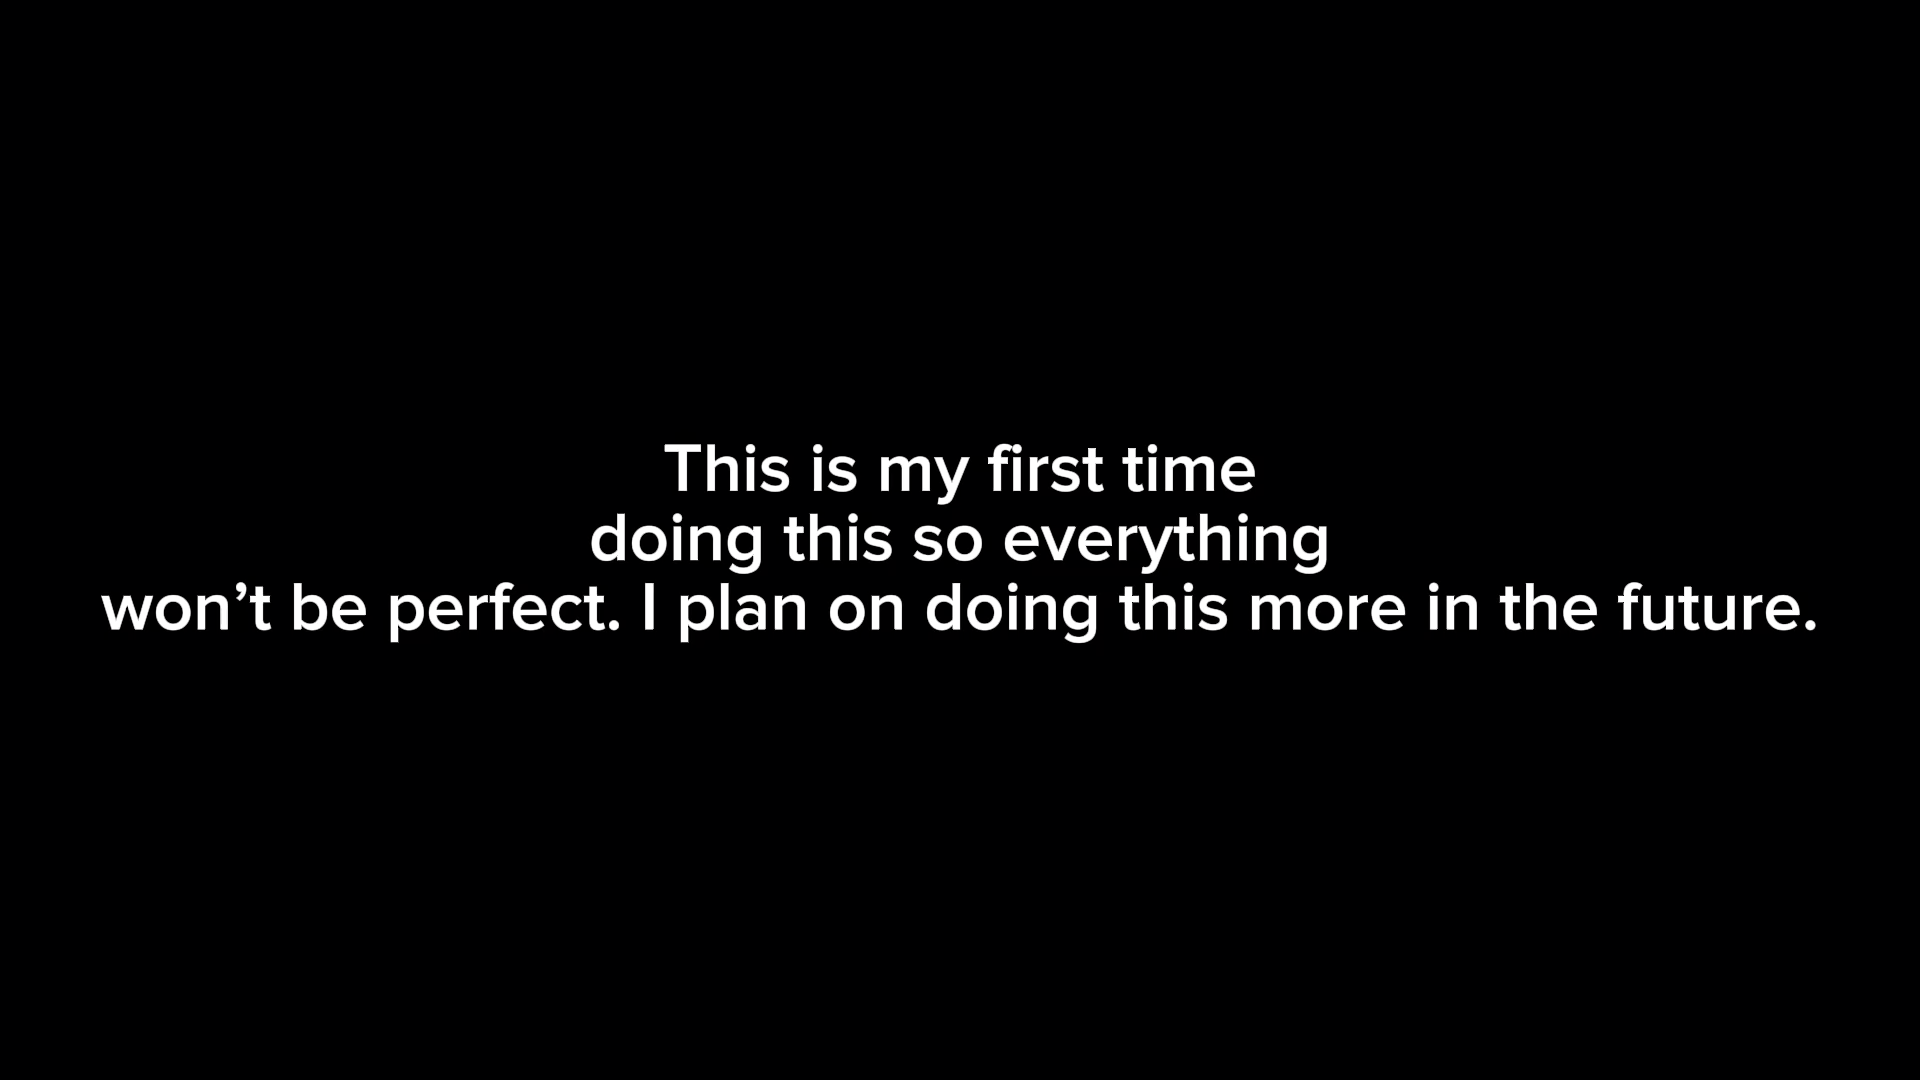 This is my first time
doing this so everything
won’t be perfect. I plan on doing this more in the future.